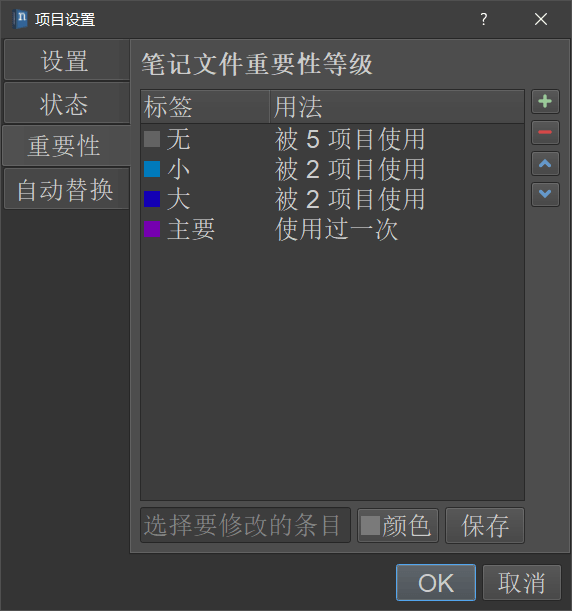 项目设置
设置
状态
重要性
自动替换
笔记文件重要性等级
标签 用法
无 被 5 项目使用
小 被 2 项目使用
大 被 2 项目使用
主要 使用过一次
选择要修改的条目 颜色 保存
OK 取消